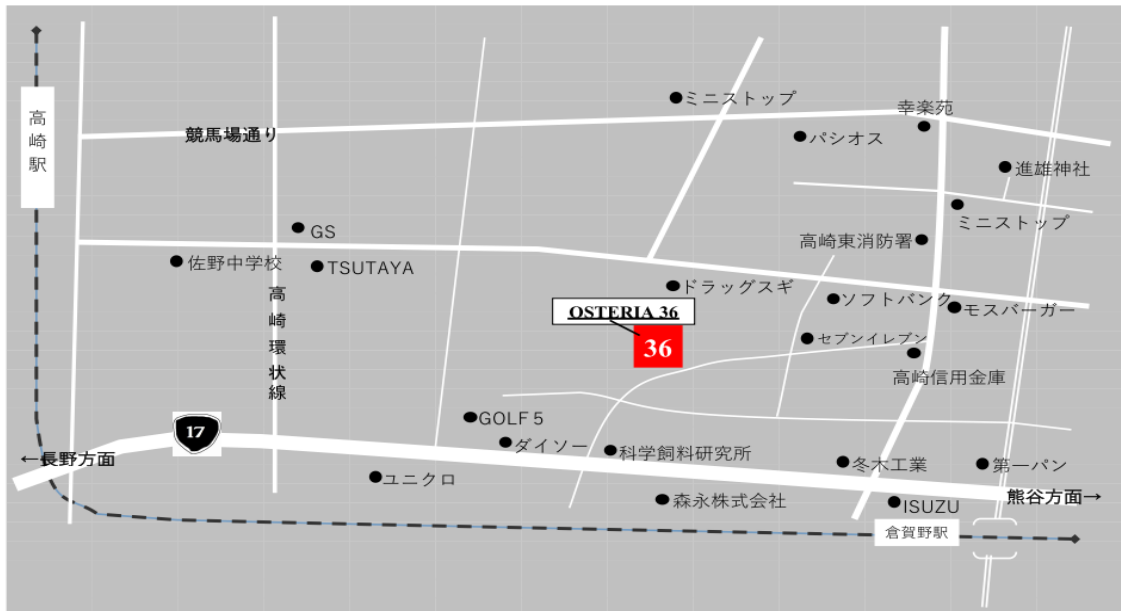 高崎駅
競馬場通り
ミニストップ
幸楽苑
パシオス
進雄神社
ミニストップ
GS
高崎東消防署
佐野中学校
TSUTAYA
ドラッグスギ
ソフトバンク
モスバーガー
高崎環状線
OSTERIA 36
36
セブンイレブン
高崎信用金庫
GOLF５
17
ダイソー
科学飼料研究所
←長野方面
冬木工業
第一パン
ユニクロ
森永株式会社
ISUZU
熊谷方面→
倉賀野駅